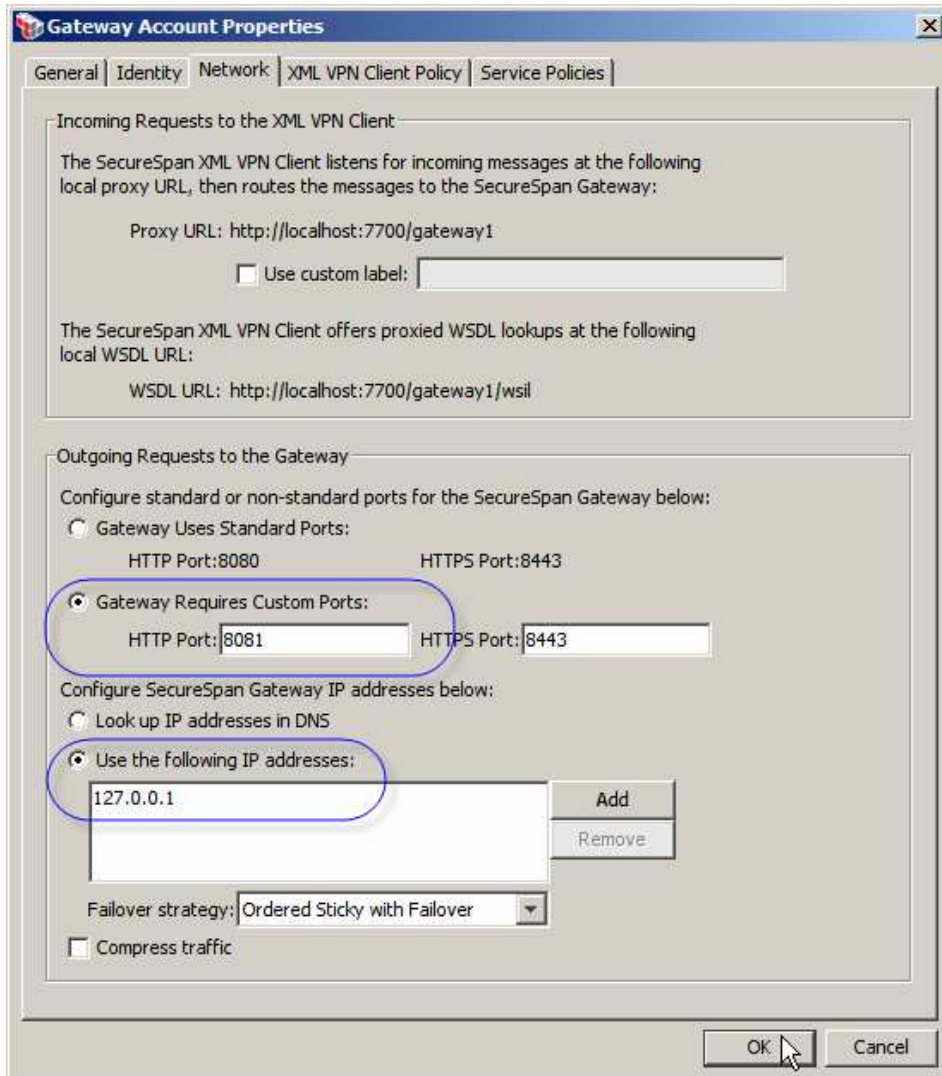 Gateway Account Properties
General Identity Network XML VPN Client Policy Service Policies
Incoming Requests to the XML VPN Client
The SecureSpan XML VPN Client listens for incoming messages at the following
local proxy URL, then routes the messages to the SecureSpan Gateway:
Proxy URL: http://localhost:7700/gateway1
Use custom label:
The SecureSpan XML VPN Client offers proxied WSDL lookups at the following
local WSDL URL:
WSDL URL: http://localhost:7700/gateway1/wsil
Outgoing Requests to the Gateway
Configure standard or non-standard ports for the SecureSpan Gateway below:
Gateway Uses Standard Ports:
HTTP Port:8080 HTTPS Port:8443
Gateway Requires Custom Ports:
HTTP Port: 8081 HTTPS Port: 8443
Configure SecureSpan Gateway IP addresses below:
Look up IP addresses in DNS
Use the following IP addresses:
127.0.0.1
Add
Remove
Failover strategy: Ordered Sticky with Failover
Compress traffic
OK Cancel